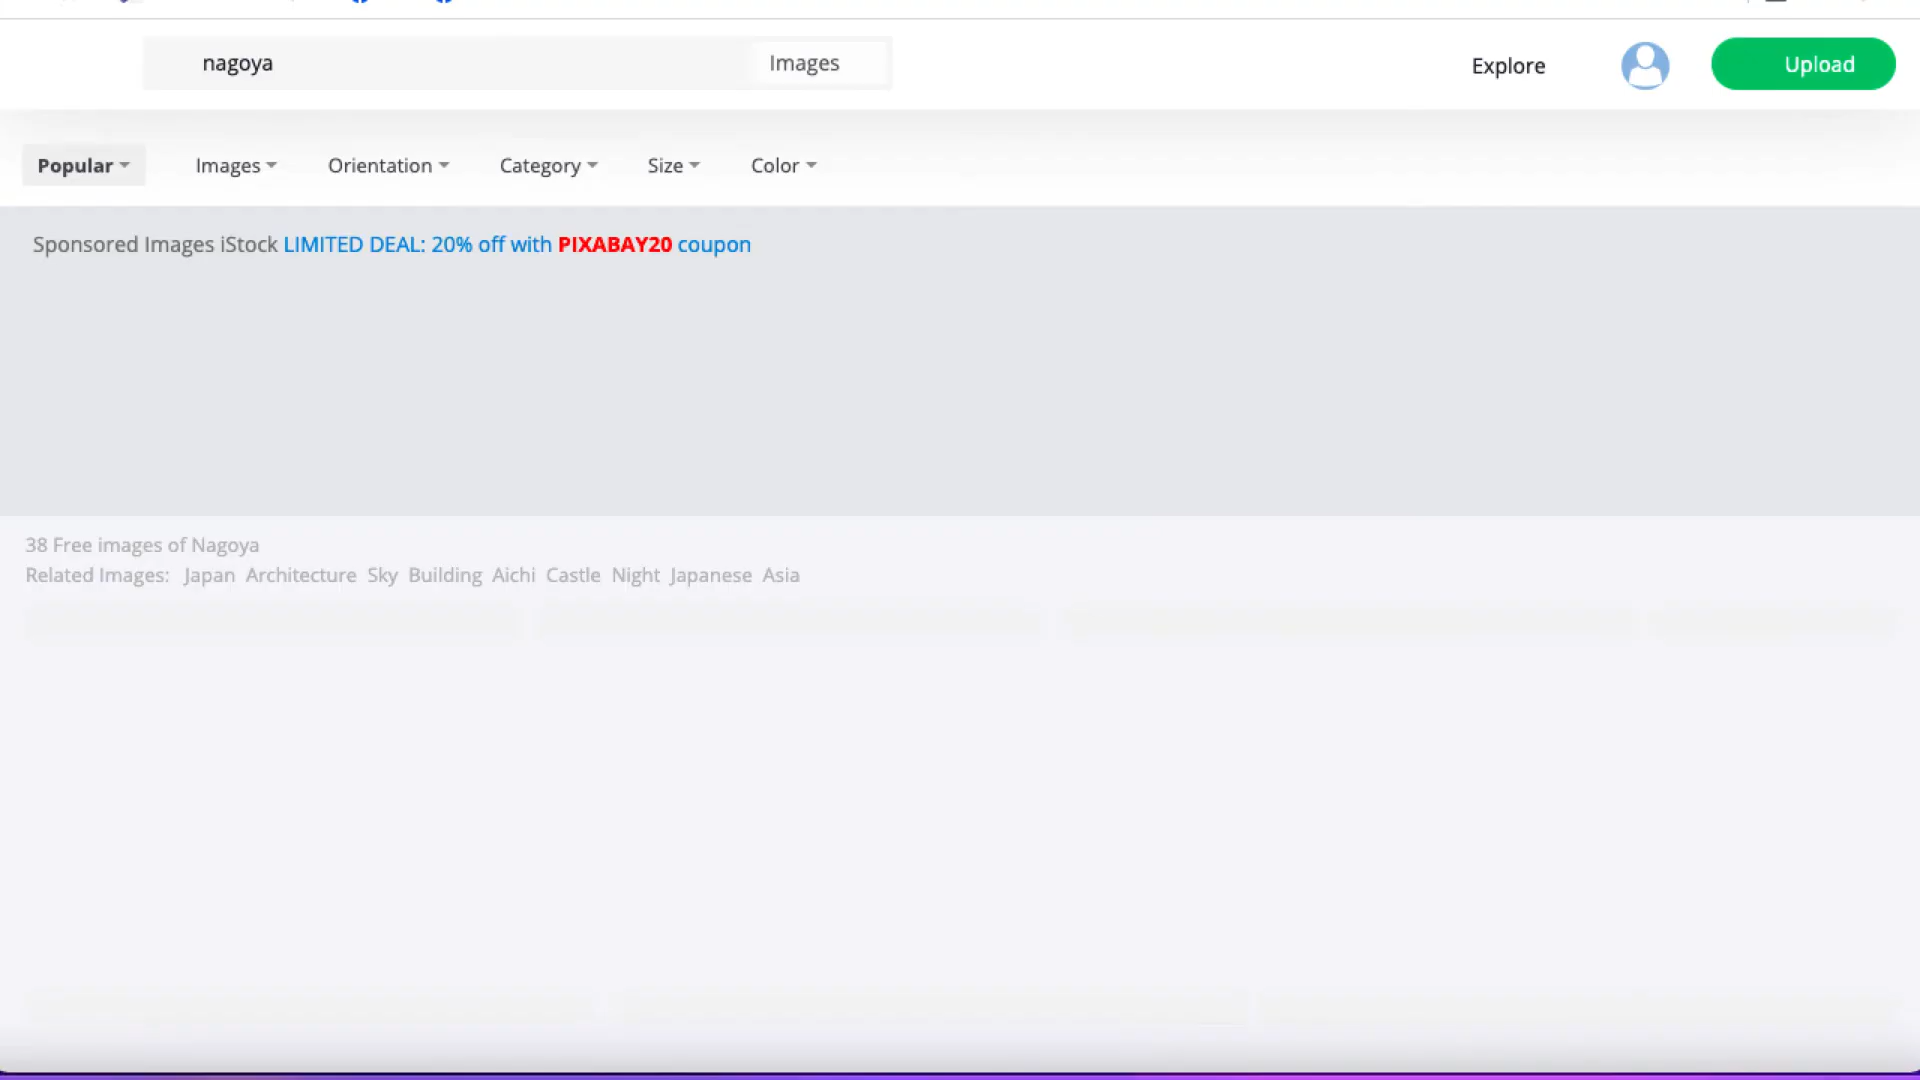 nagoya Images Explore Upload
Popular Images Orientation Category Size Color
Sponsored Images iStock LIMITED DEAL: 20% off with PIXABAY20 coupon
38 Free images of Nagoya
Related Images: Japan Architecture Sky Building Aichi Castle Night Japanese Asia